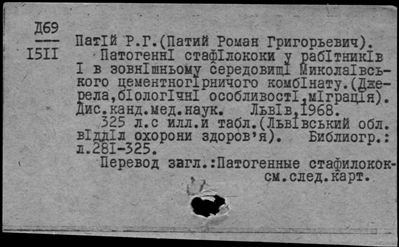 Д69
1511
ПатІй Р.Г.(Патий Роман Григорьевич).
Патогенні стафілококи у рабітників
І в зовнішньому середовищі Миколаївсь-
кого цементногірничого комбінату.(Дже-
рела,біологічні особливості,міграція).
Дис.канд.мед.наук. Львів,1968.
325 л.с илл.и табл.(Львівський обл.
відділ охорони здоров'я). Библиогр.:
л.281-325.
Перевод загл.:Патогенные стафилокок-
см.след.карт.